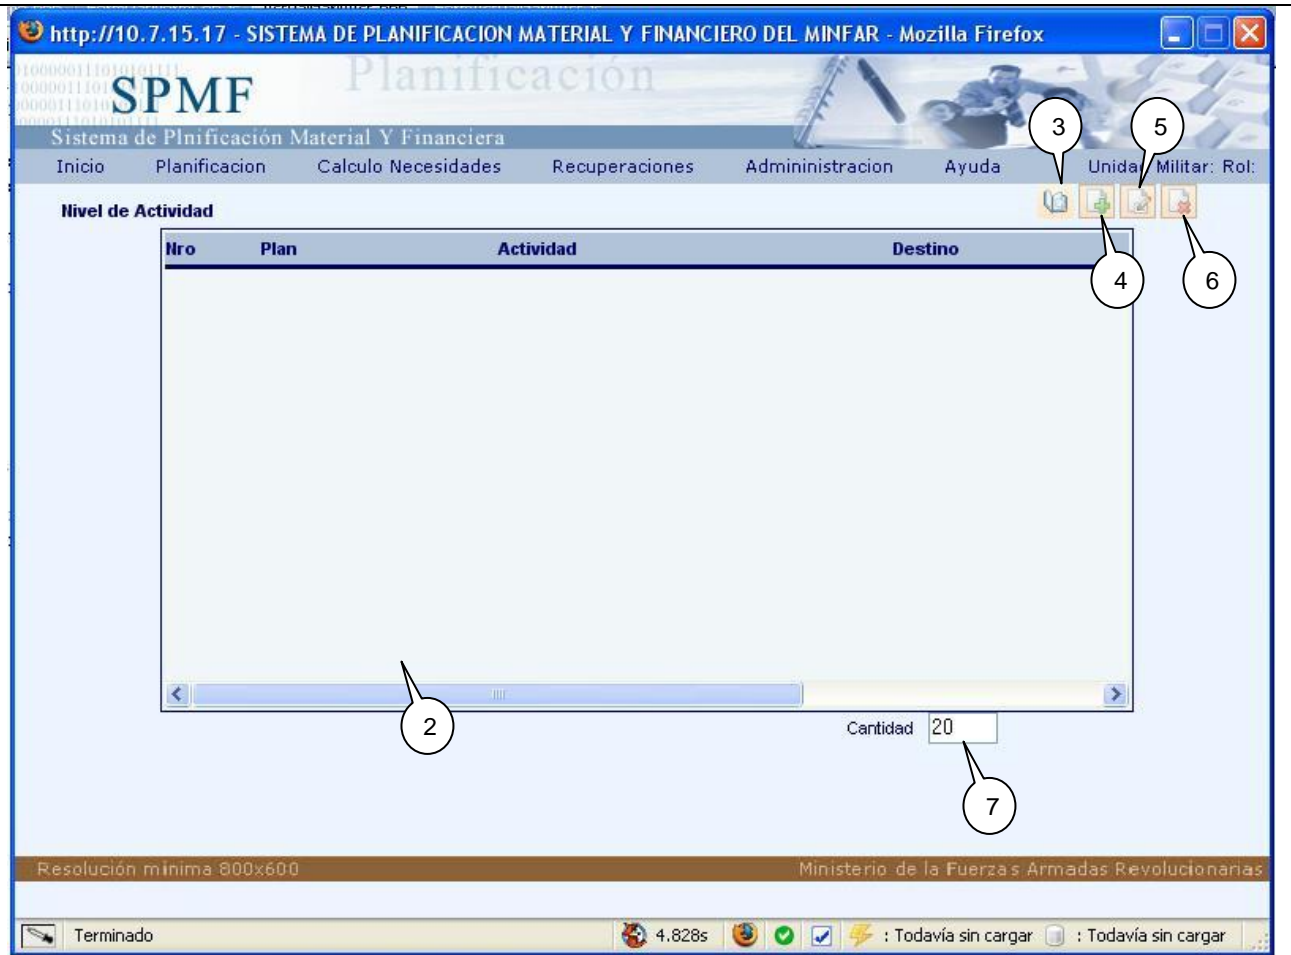 http://10.7.15.17 - SISTEMA DE PLANIFICACION MATERIAL Y FINANCIERO DEL MINFAR - Mozilla Firefox
Planificación
SPMF
Sistema de Plnificación Material Y Financiera
3 5
Inicio Planificacion Calculo Necesidades Recuperaciones Admininistracion Ayuda Unidad Militar: Rol:
Nivel de Actividad
Nro Plan Actividad Destino
4 6
2
Cantidad 20
7
Resolución minima 800x600 Ministerio de la Fuerzas Armadas Revolucionarias
Terminado 4.828s : Todavía sin cargar : Todavía sin cargar